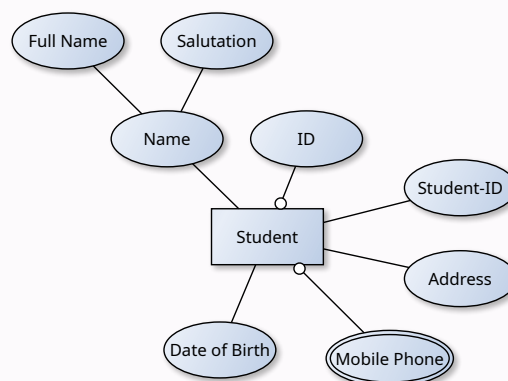 Full Name
Salutation
Name
ID
Student-ID
Student
Address
Date of Birth
Mobile Phone